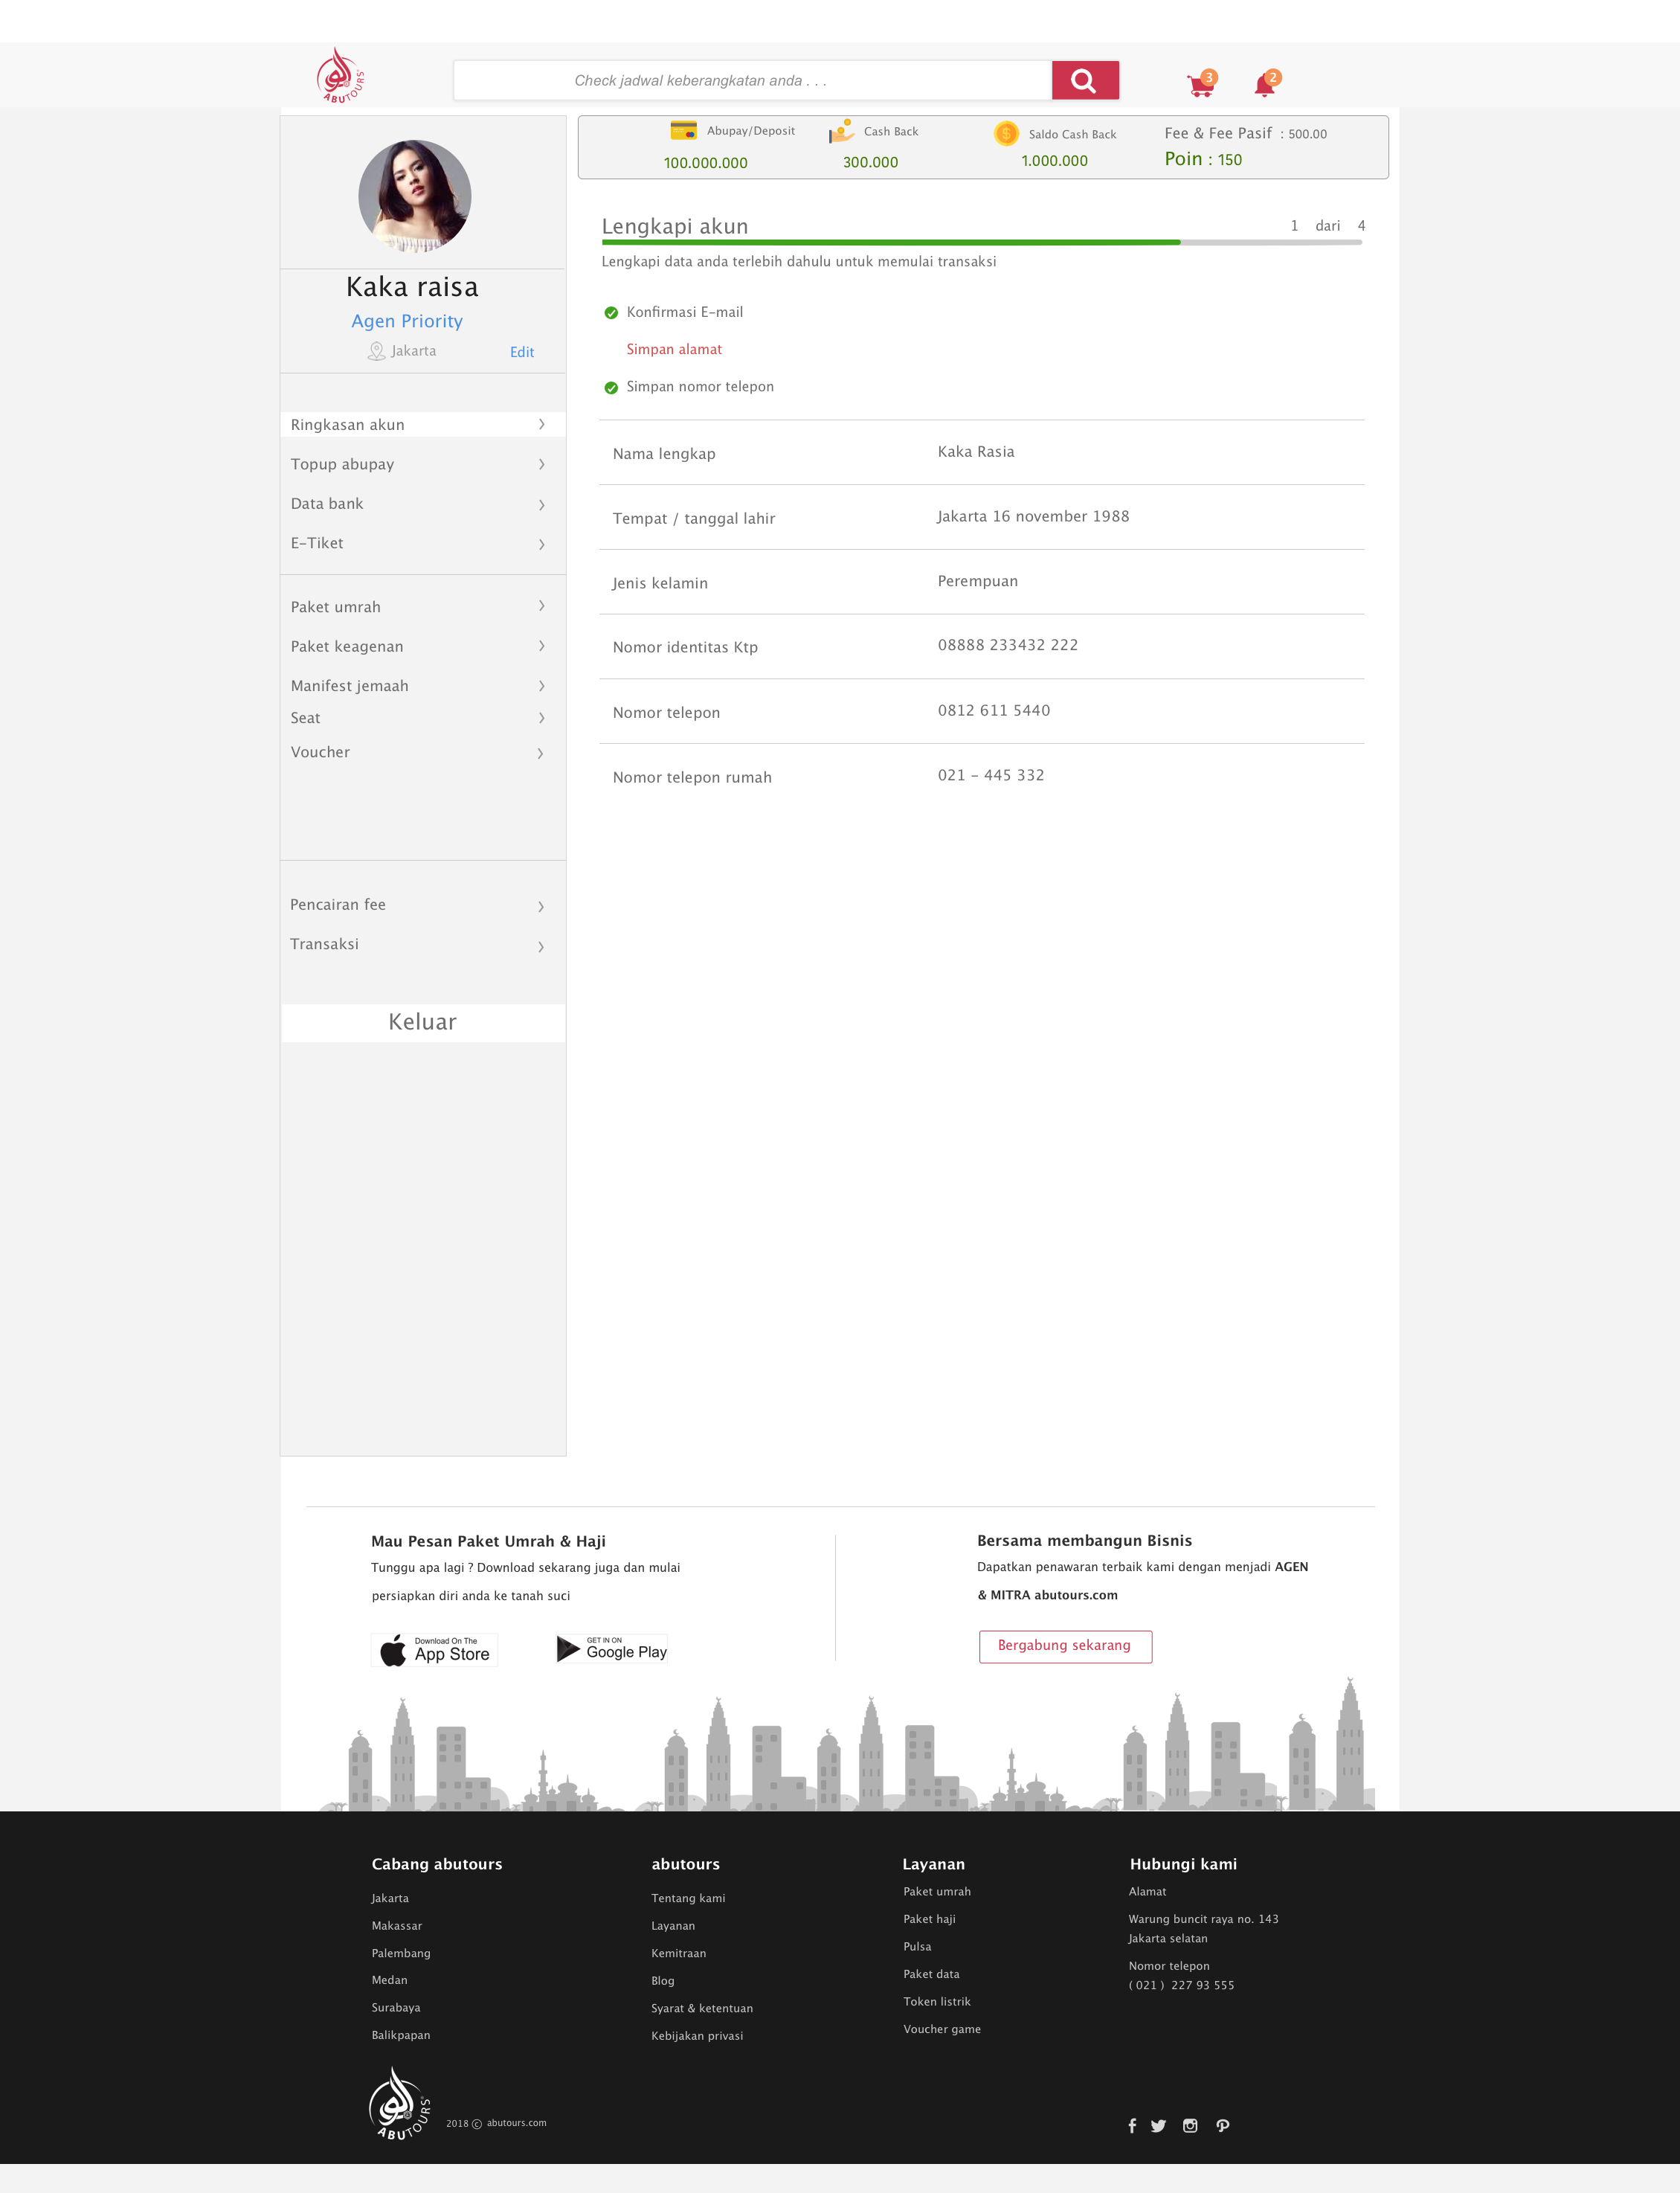 ABUTOURS
Check jadwal keberangkatan anda . . .
3
2
Abupay/Deposit
100.000.000
Cash Back
300.000
Saldo Cash Back
1.000.000
Fee & Fee Pasif : 500.00
Poin : 150
Kaka raisa
Agen Priority
Jakarta
Edit
Ringkasan akun
Topup abupay
Data bank
E-Tiket
Paket umrah
Paket keagenan
Manifest jemaah
Seat
Voucher
Pencairan fee
Transaksi
Keluar
Lengkapi akun
1 dari 4
Lengkapi data anda terlebih dahulu untuk memulai transaksi
Konfirmasi E-mail
Simpan alamat
Simpan nomor telepon
Nama lengkap
Kaka Rasia
Tempat / tanggal lahir
Jakarta 16 november 1988
Jenis kelamin
Perempuan
Nomor identitas Ktp
08888 233432 222
Nomor telepon
0812 611 5440
Nomor telepon rumah
021 - 445 332
Mau Pesan Paket Umrah & Haji
Tunggu apa lagi ? Download sekarang juga dan mulai
persiapkan diri anda ke tanah suci
Download On The
App Store
GET IN ON
Google Play
Bersama membangun Bisnis
Dapatkan penawaran terbaik kami dengan menjadi AGEN
& MITRA abutours.com
Bergabung sekarang
Cabang abutours
Jakarta
Makassar
Palembang
Medan
Surabaya
Balikpapan
abutours
Tentang kami
Layanan
Kemitraan
Blog
Syarat & ketentuan
Kebijakan privasi
Layanan
Paket umrah
Paket haji
Pulsa
Paket data
Token listrik
Voucher game
Hubungi kami
Alamat
Warung buncit raya no. 143
Jakarta selatan
Nomor telepon
( 021 ) 227 93 555
ABUTOURS
2018 © abutours.com